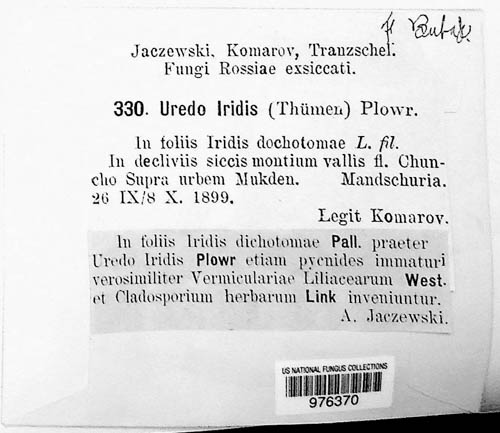 Jaczewski, Komarov, Tranzschel.
Fungi Rossiae exsiccati.
330. Uredo Iridis (Thümen) Plowr.
In foliis Iridis dochotomae L. fil.
In decliviis siccis montium vallis fl. Chun-
cho Supra urbem Mukden. Mandschuria.
26 IX/8 X. 1899.
Legit Komarov.
In foliis Iridis dichotomae Pall. praeter
Uredo Iridis Plowr etiam pycnides immaturi
verosimiliter Vermiculariae Liliacearum West.
et Cladosporium herbarum Link inveniuntur.
A. Jaczewski.
US NATIONAL FUNGUS COLLECTIONS
976370